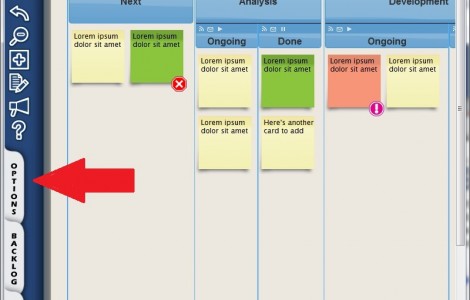 Next
Analysis
Development
Ongoing
Done
Ongoing
Lorem ipsum
dolor sit amet
Lorem ipsum
dolor sit amet
Lorem ipsum
dolor sit amet
Lorem ipsum
dolor sit amet
Lorem ipsum
dolor sit amet
Lorem ipsum
dolor sit amet
Lorem ipsum
dolor sit amet
Here's another
card to add
OPTIONS
BACKLOG